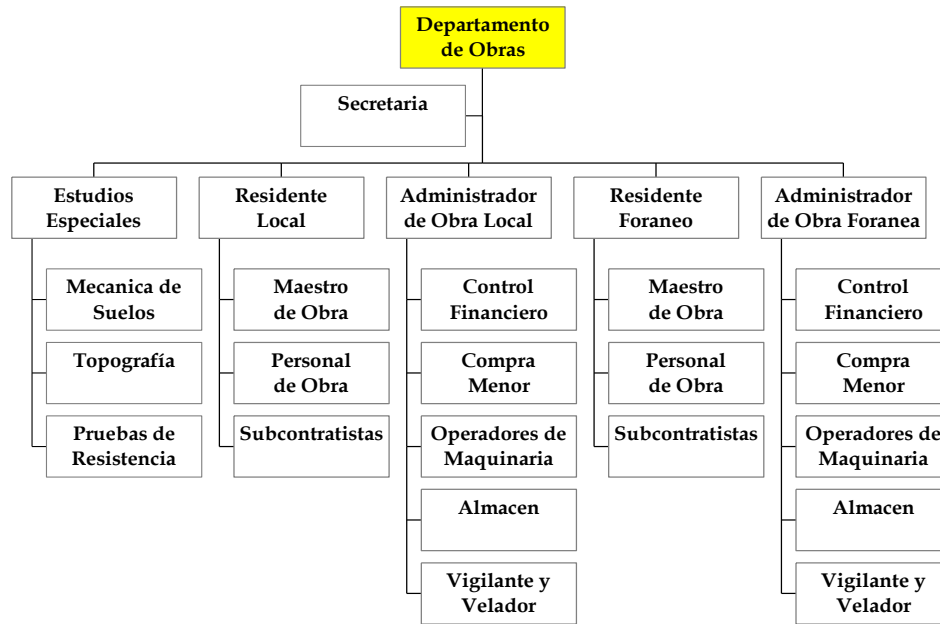 Departamento
de Obras
Secretaria
Estudios
Especiales
Residente
Local
Administrador
de Obra Local
Residente
Foraneo
Administrador
de Obra Foranea
Mecanica de
Suelos
Topografía
Pruebas de
Resistencia
Maestro
de Obra
Personal
de Obra
Subcontratistas
Control
Financiero
Compra
Menor
Operadores de
Maquinaria
Almacen
Vigilante y
Velador
Maestro
de Obra
Personal
de Obra
Subcontratistas
Control
Financiero
Compra
Menor
Operadores de
Maquinaria
Almacen
Vigilante y
Velador